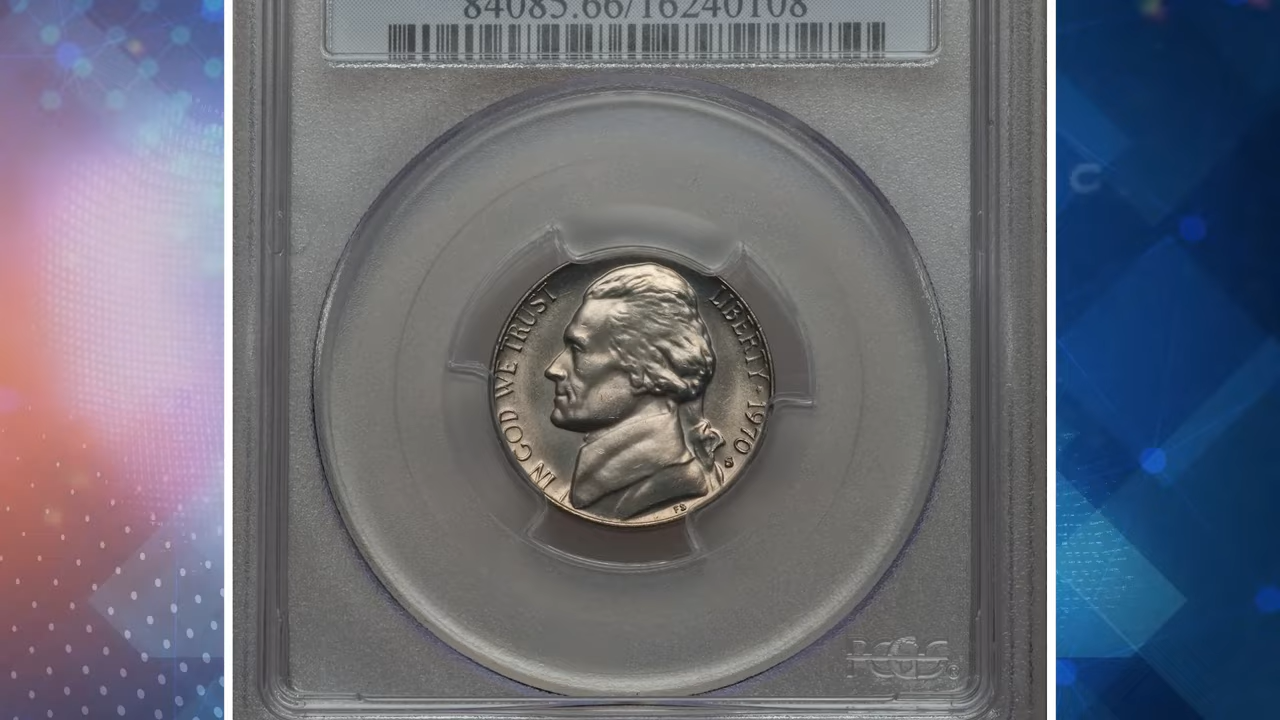 84085.66/16240108
IN GOD WE TRUST
LIBERTY
1970
FS
PCGS
C